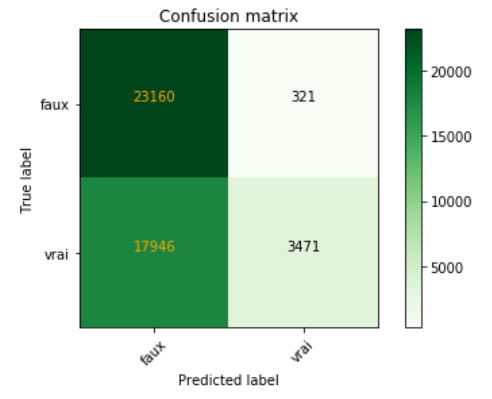 Confusion matrix
faux 23160 321
vrai 17946 3471
faux vrai
True label
Predicted label
20000
15000
10000
5000